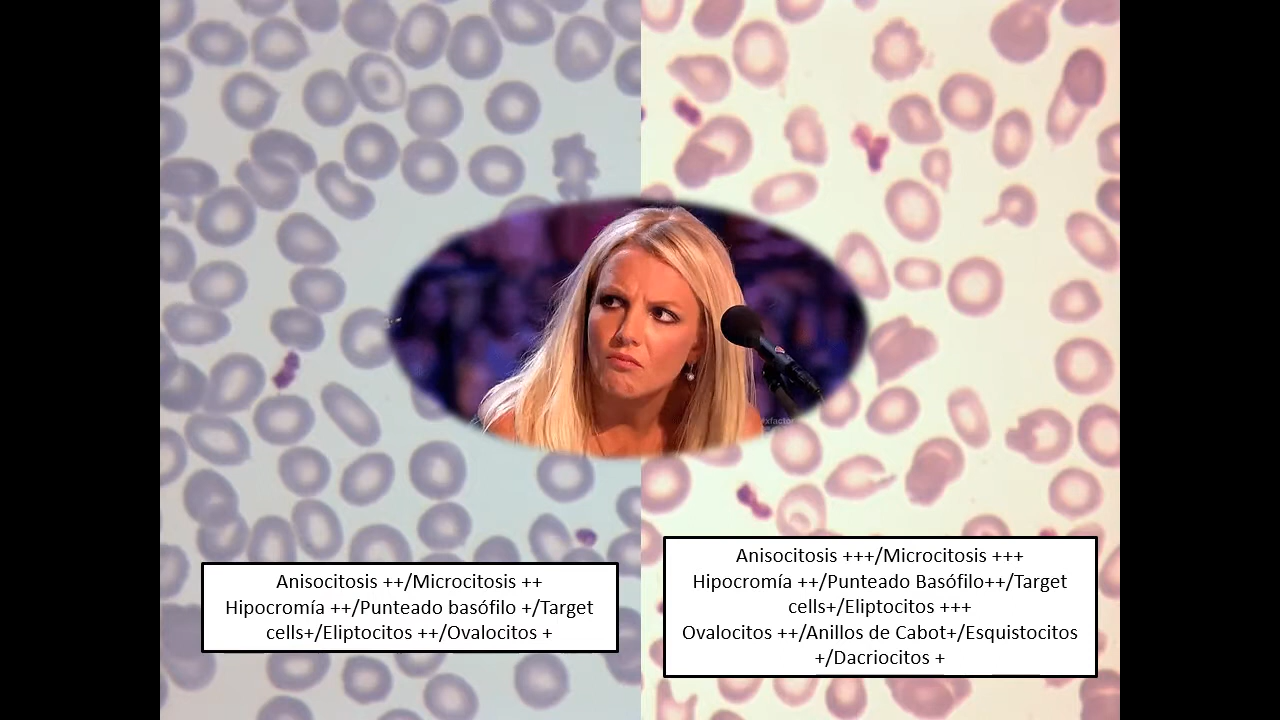 Anisocitosis ++/Microcitosis ++
Hipocromía ++/Punteado basófilo +/Target
cells+/Eliptocitos ++/Ovalocitos +
Anisocitosis +++/Microcitosis +++
Hipocromía ++/Punteado Basófilo++/Target
cells+/Eliptocitos +++
Ovalocitos ++/Anillos de Cabot+/Esquistocitos
+/Dacriocitos +
xfactor